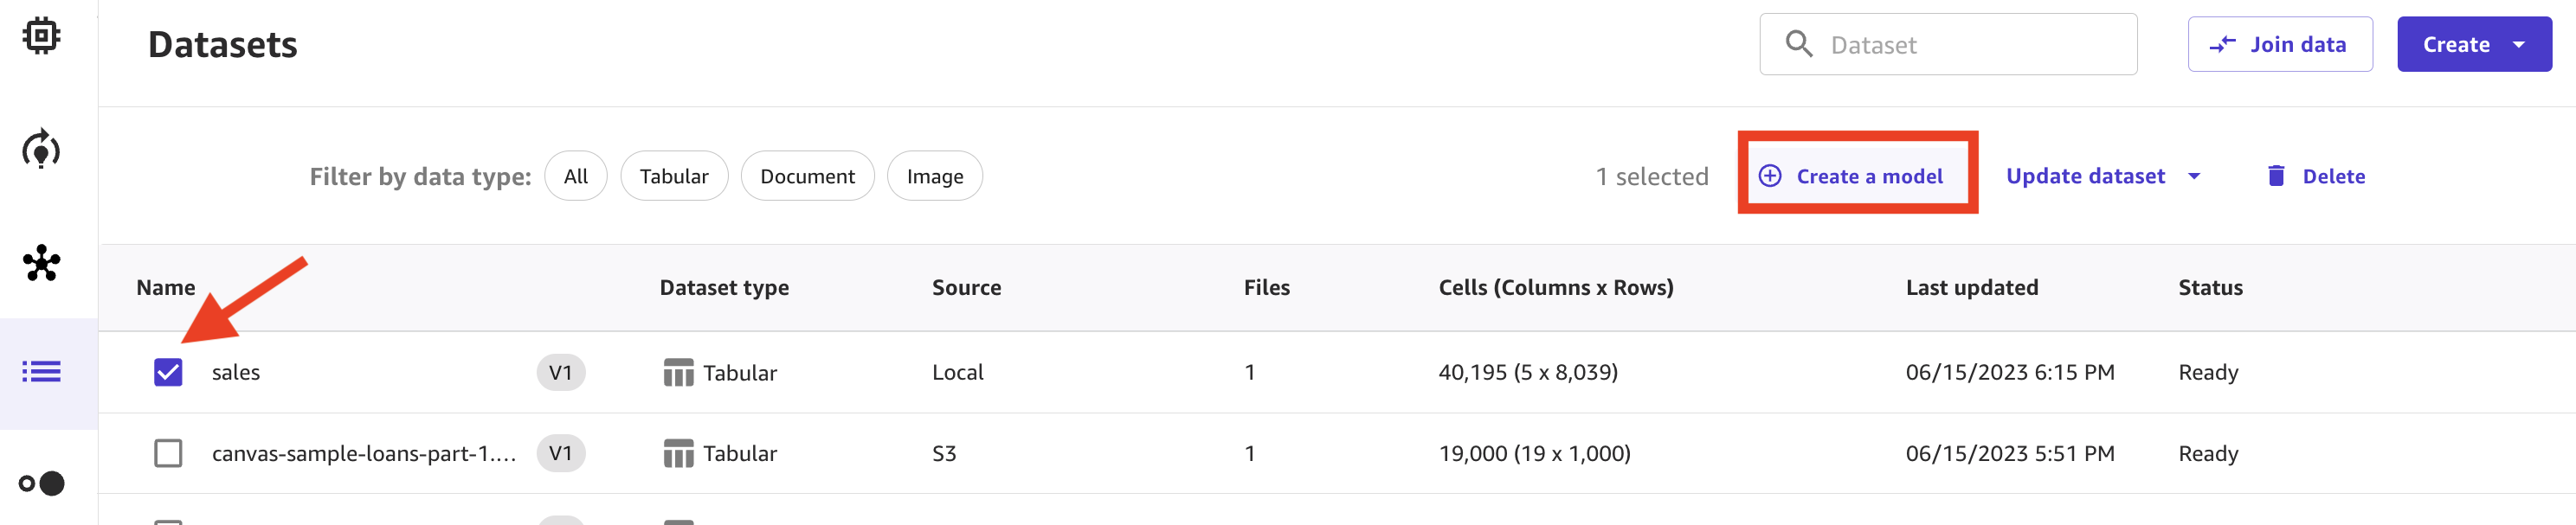 Datasets
Dataset
Join data
Create
Filter by data type: All Tabular Document Image
1 selected
Create a model
Update dataset
Delete
Name Dataset type Source Files Cells (Columns x Rows) Last updated Status
sales V1 Tabular Local 1 40,195 (5 x 8,039) 06/15/2023 6:15 PM Ready
canvas-sample-loans-part-1.... V1 Tabular S3 1 19,000 (19 x 1,000) 06/15/2023 5:51 PM Ready